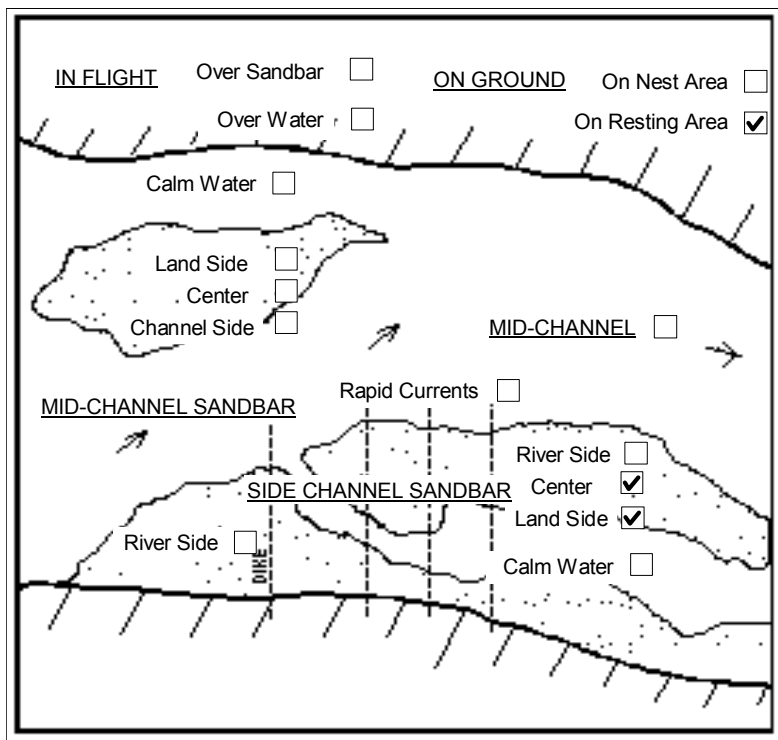 IN FLIGHT
Over Sandbar
ON GROUND
On Nest Area
Over Water
On Resting Area
Calm Water
Land Side
Center
Channel Side
MID-CHANNEL
Rapid Currents
MID-CHANNEL SANDBAR
River Side
SIDE CHANNEL SANDBAR
Center
Land Side
River Side
DIKE
Calm Water